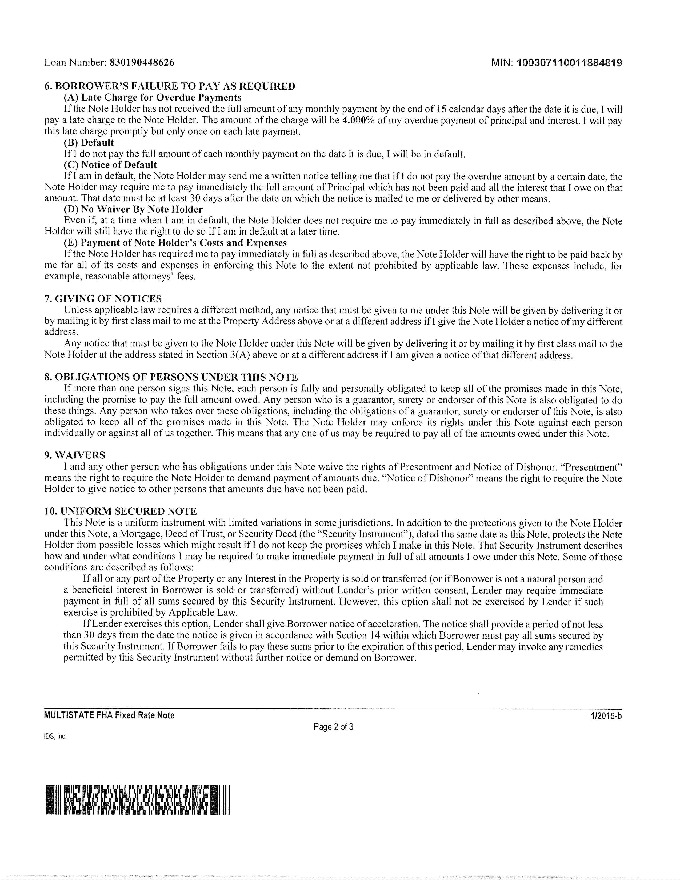 Loan Number: 830190448626 MIN: 100307110011884819
6. BORROWER'S FAILURE TO PAY AS REQUIRED
(A) Late Charge for Overdue Payments
If the Note Holder has not received the full amount of any monthly payment by the end of 15 calendar days after the date it is due, I will
pay a late charge to the Note Holder. The amount of the charge will be 4.000% of my overdue payment of principal and interest. I will pay
this late charge promptly but only once on each late payment.
(B) Default
If I do not pay the full amount of each monthly payment on the date it is due, I will be in default.
(C) Notice of Default
If I am in default, the Note Holder may send me a written notice telling me that if I do not pay the overdue amount by a certain date, the
Note Holder may require me to pay immediately the full amount of Principal which has not been paid and all the interest that I owe on that
amount. That date must be at least 30 days after the date on which the notice is mailed to me or delivered by other means.
(D) No Waiver By Note Holder
Even if, at a time when I am in default, the Note Holder does not require me to pay immediately in full as described above, the Note
Holder will still have the right to do so if I am in default at a later time.
(E) Payment of Note Holder's Costs and Expenses
If the Note Holder has required me to pay immediately in full as described above, the Note Holder will have the right to be paid back by
me for all of its costs and expenses in enforcing this Note to the extent not prohibited by applicable law. Those expenses include, for
example, reasonable attorneys' fees.
7. GIVING OF NOTICES
Unless applicable law requires a different method, any notice that must be given to me under this Note will be given by delivering it or
by mailing it by first class mail to me at the Property Address above or at a different address if I give the Note Holder a notice of my different
address.
Any notice that must be given to the Note Holder under this Note will be given by delivering it or by mailing it by first class mail to the
Note Holder at the address stated in Section 3(A) above or at a different address if I am given a notice of that different address.
8. OBLIGATIONS OF PERSONS UNDER THIS NOTE
If more than one person signs this Note, each person is fully and personally obligated to keep all of the promises made in this Note,
including the promise to pay the full amount owed. Any person who is a guarantor, surety or endorser of this Note is also obligated to do
these things. Any person who takes over these obligations, including the obligations of a guarantor, surety or endorser of this Note, is also
obligated to keep all of the promises made in this Note. The Note Holder may enforce its rights under this Note against each person
individually or against all of us together. This means that any one of us may be required to pay all of the amounts owed under this Note.
9. WAIVERS
I and any other person who has obligations under this Note waive the rights of Presentment and Notice of Dishonor. "Presentment"
means the right to require the Note Holder to demand payment of amounts due. "Notice of Dishonor" means the right to require the Note
Holder to give notice to other persons that amounts due have not been paid.
10. UNIFORM SECURED NOTE
This Note is a uniform instrument with limited variations in some jurisdictions. In addition to the protections given to the Note Holder
under this Note, a Mortgage, Deed of Trust, or Security Deed (the "Security Instrument"), dated the same date as this Note, protects the Note
Holder from possible losses which might result if I do not keep the promises which I make in this Note. That Security Instrument describes
how and under what conditions I may be required to make immediate payment in full of all amounts I owe under this Note. Some of those
conditions are described as follows:
If all or any part of the Property or any Interest in the Property is sold or transferred (or if Borrower is not a natural person and
a beneficial interest in Borrower is sold or transferred) without Lender's prior written consent, Lender may require immediate
payment in full of all sums secured by this Security Instrument. However, this option shall not be exercised by Lender if such
exercise is prohibited by Applicable Law.
If Lender exercises this option, Lender shall give Borrower notice of acceleration. The notice shall provide a period of not less
than 30 days from the date the notice is given in accordance with Section 14 within which Borrower must pay all sums secured by
this Security Instrument. If Borrower fails to pay these sums prior to the expiration of this period, Lender may invoke any remedies
permitted by this Security Instrument without further notice or demand on Borrower.
MULTISTATE FHA Fixed Rate Note 1/2015-b
Page 2 of 3
IDS, Inc.